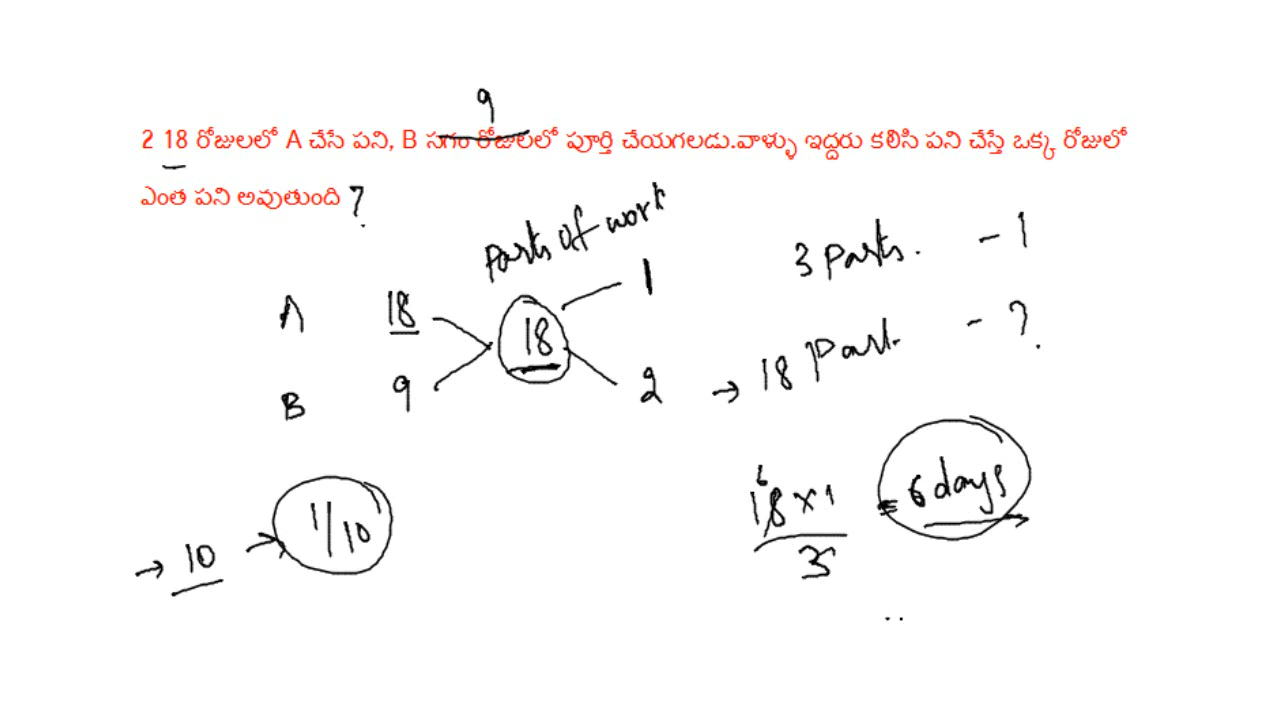 9
2 18 రోజులలో A చేసే పని, B సగం రోజులలో పూర్తి చేయగలడు.వాళ్ళు ఇద్దరు కలిసి పని చేస్తే ఒక్క రోజులో
ఎంత పని అవుతుంది ?
Parts of work
3 Parts. - 1
A 18 18 1
B 9 2
→ 18 Part. - ?
18 x 1 / 3 = 6 days
6
→ 10 → 1/10